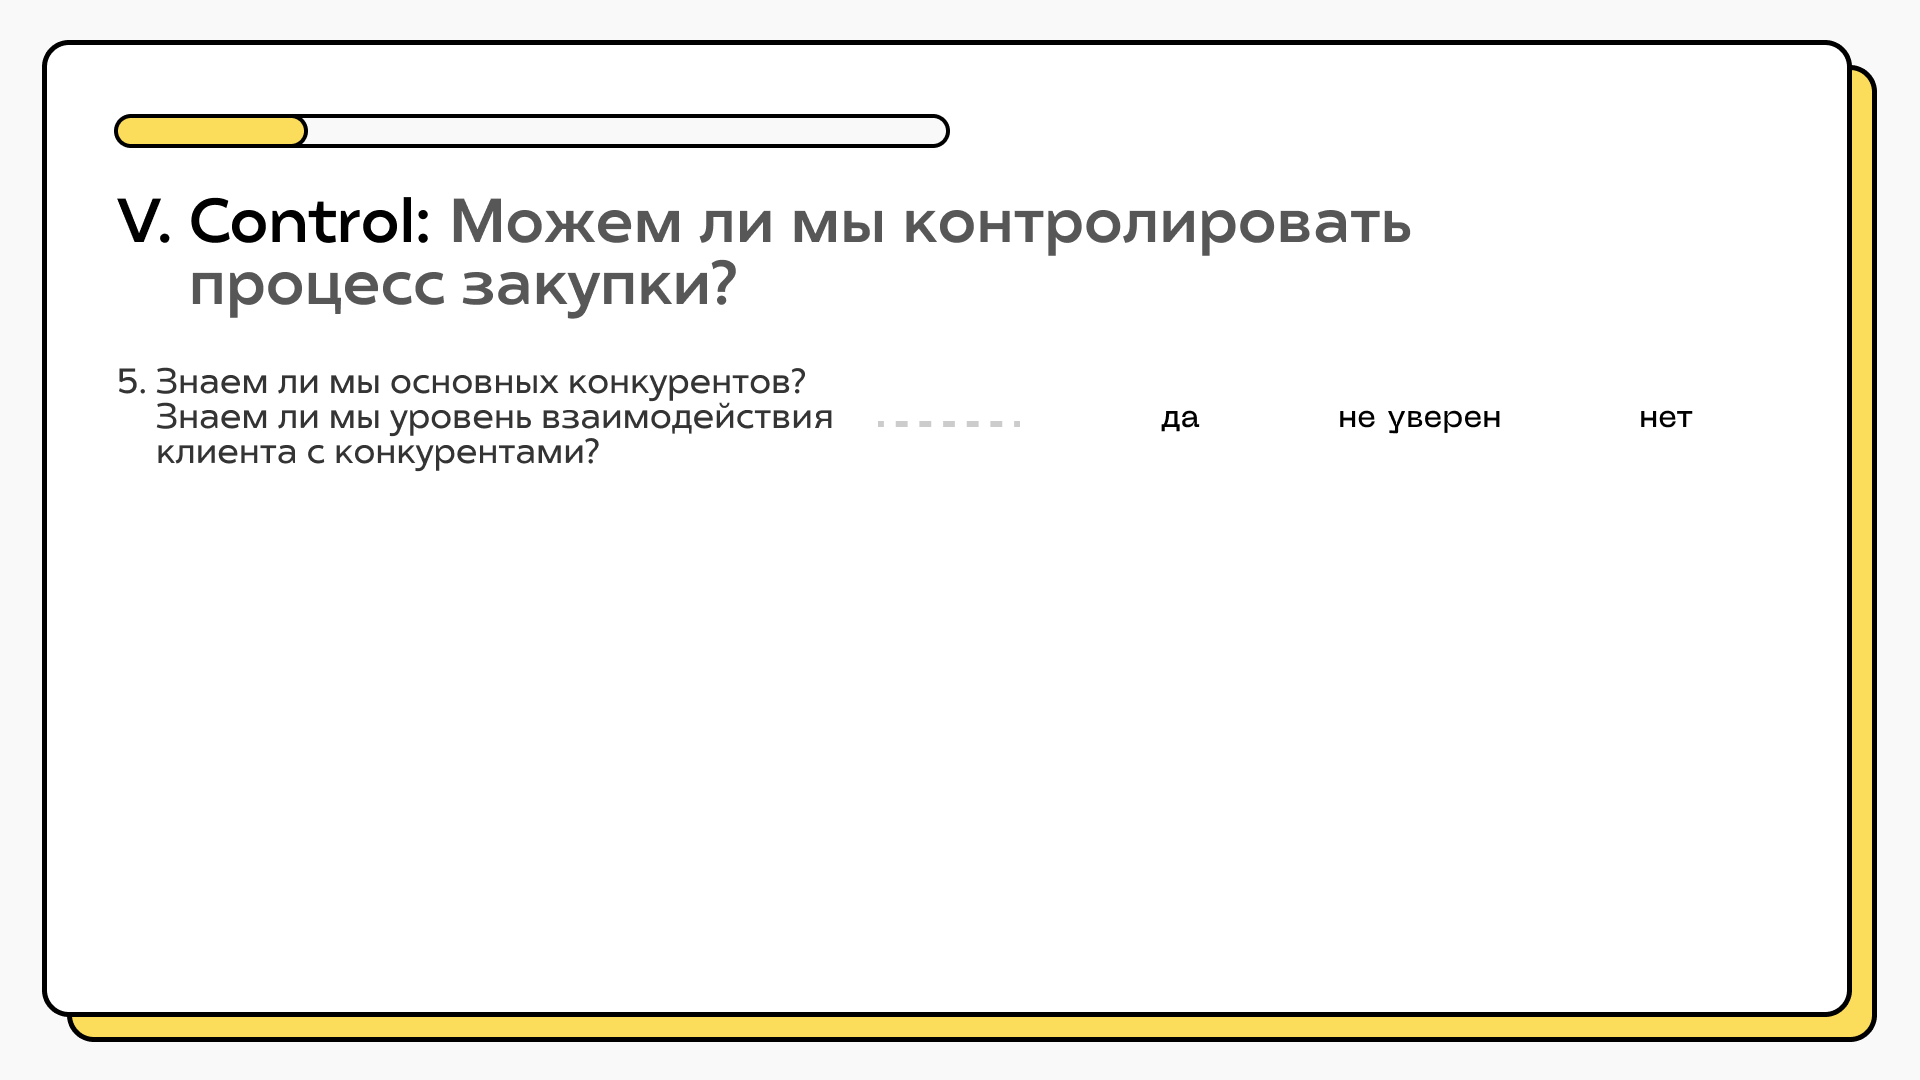 V. Control: Можем ли мы контролировать
процесс закупки?
5. Знаем ли мы основных конкурентов?
Знаем ли мы уровень взаимодействия
клиента с конкурентами?
да не уверен нет